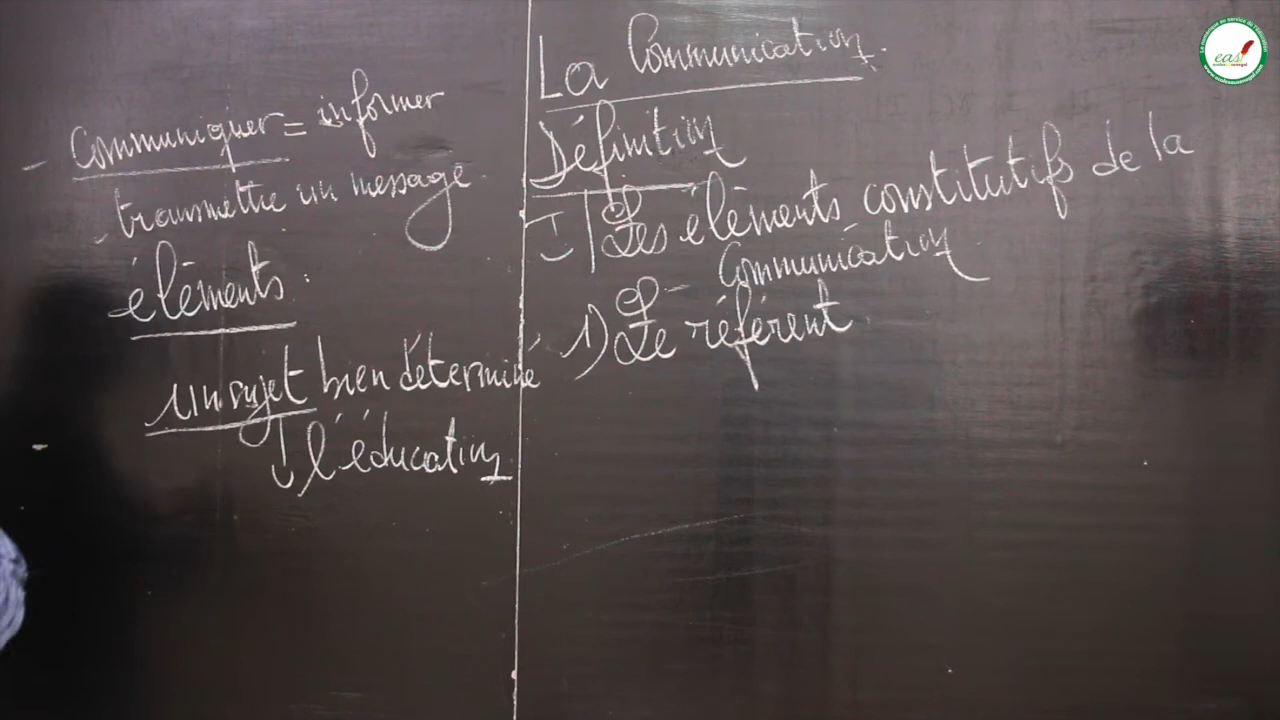 - Communiquer = informer
- transmettre un message
éléments :
un sujet bien déterminé
↓ l'éducation
La Communication.
Définition
I) Les éléments constitutifs de la
Communication
1) Le référent
eas